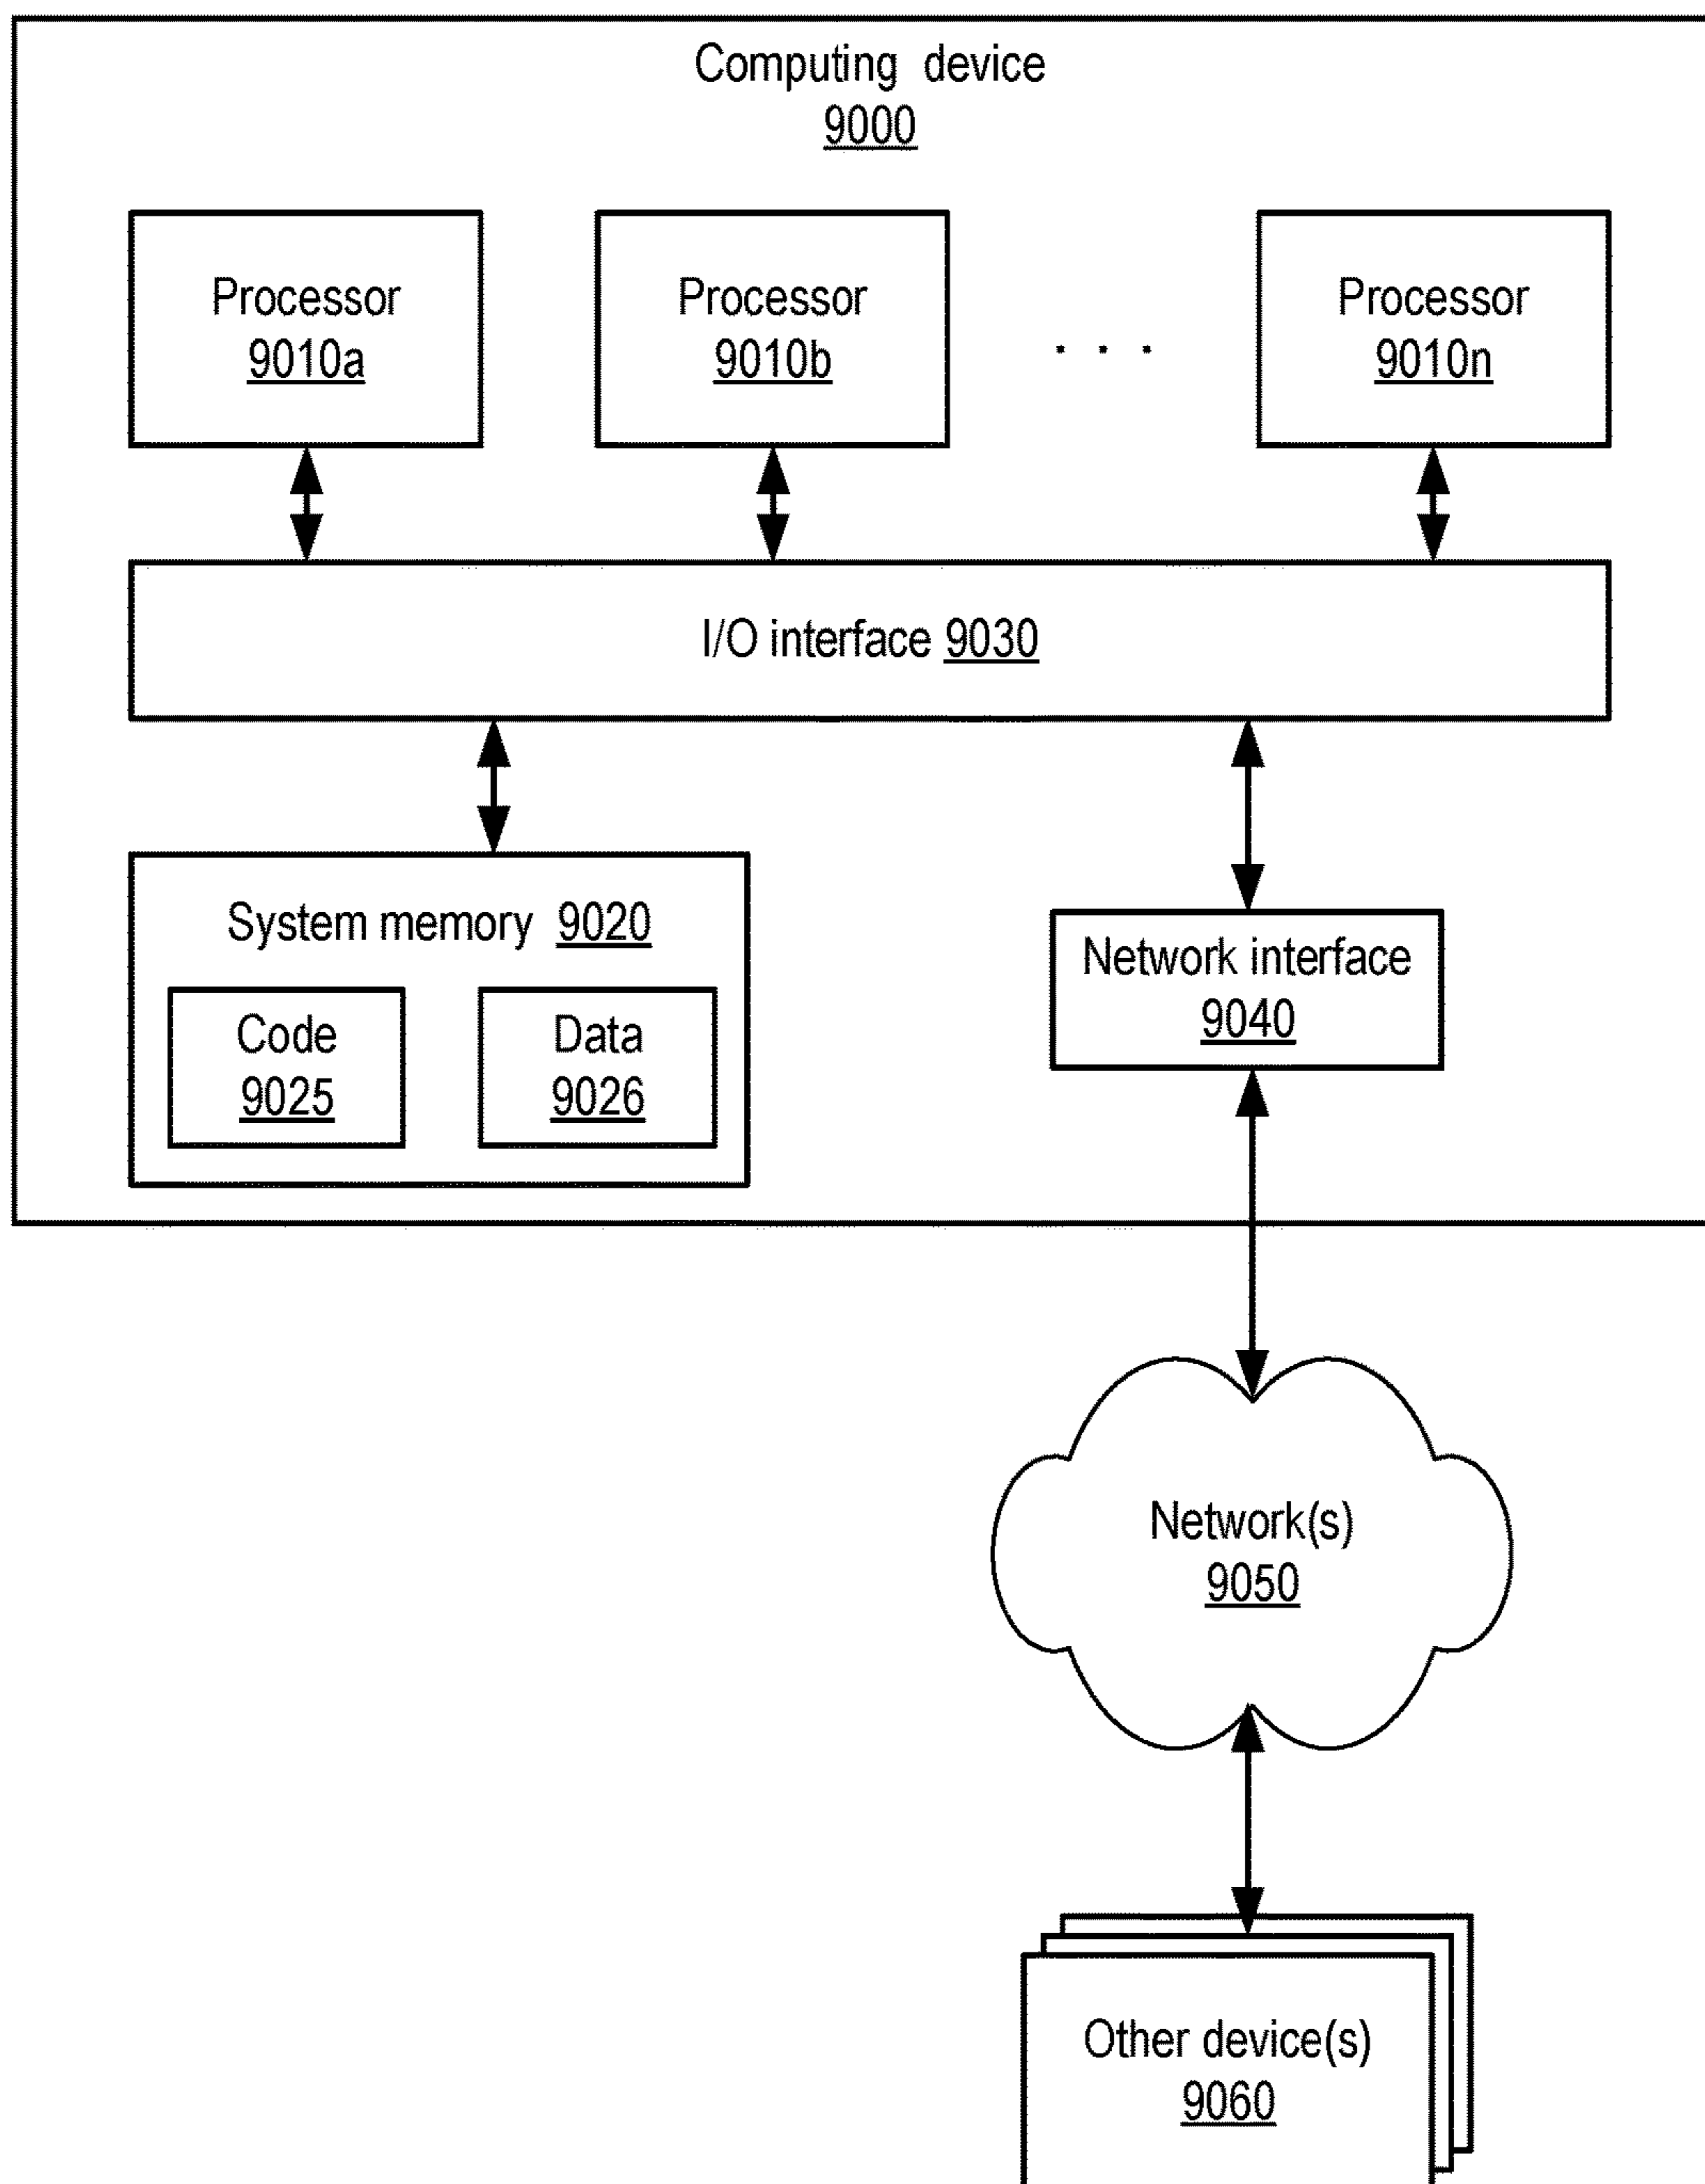 Computing device
9000
Processor
9010a
Processor
9010b
. . .
Processor
9010n
I/O interface 9030
System memory 9020
Code
9025
Data
9026
Network interface
9040
Network(s)
9050
Other device(s)
9060